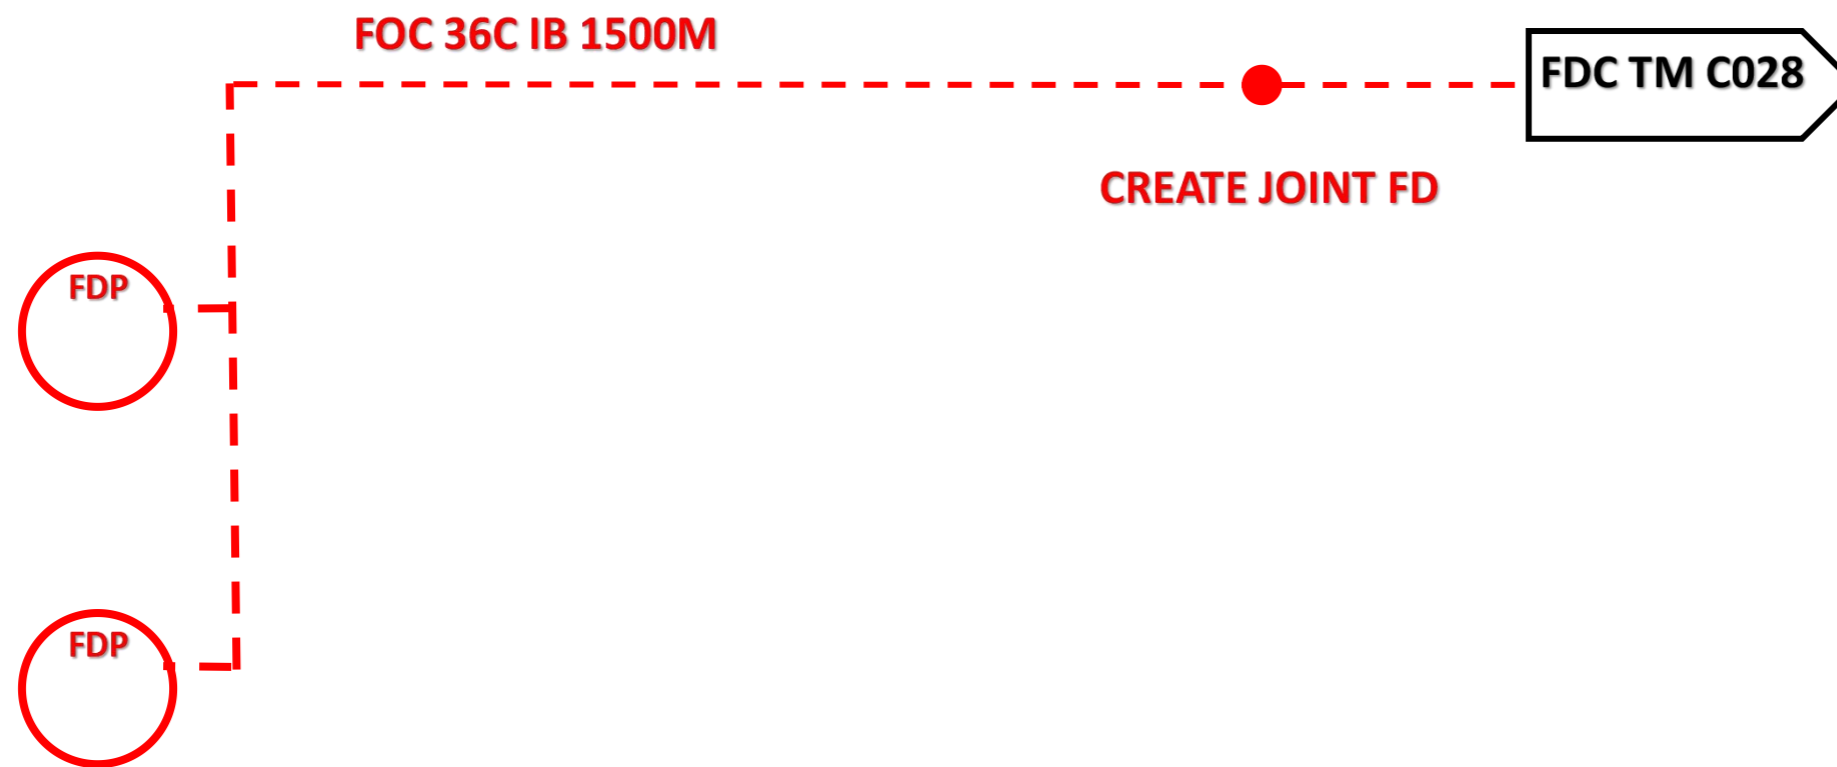 FOC 36C IB 1500M
FDC TM C028
CREATE JOINT FD
FDP
FDP